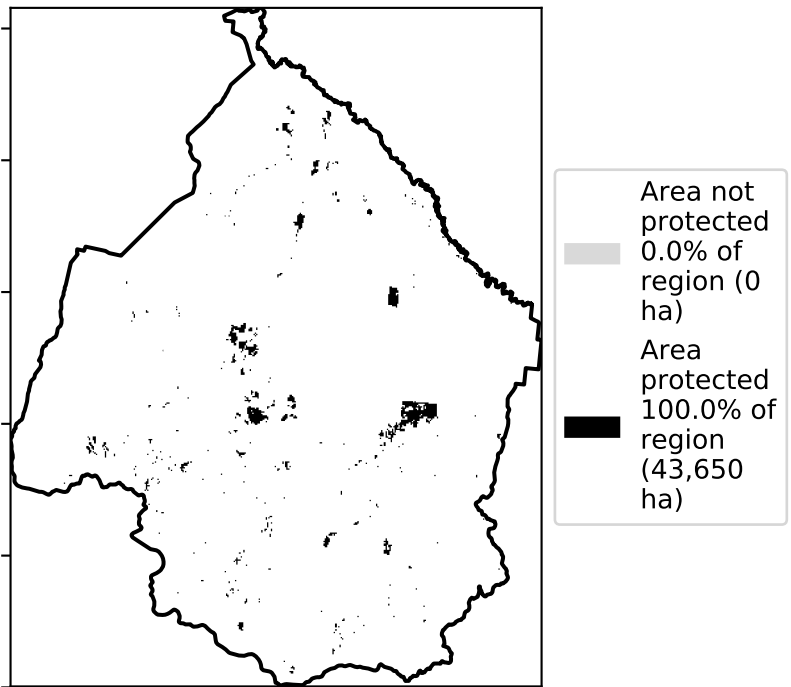 Area not
protected
0.0% of
region (0
ha)
Area
protected
100.0% of
region
(43,650
ha)